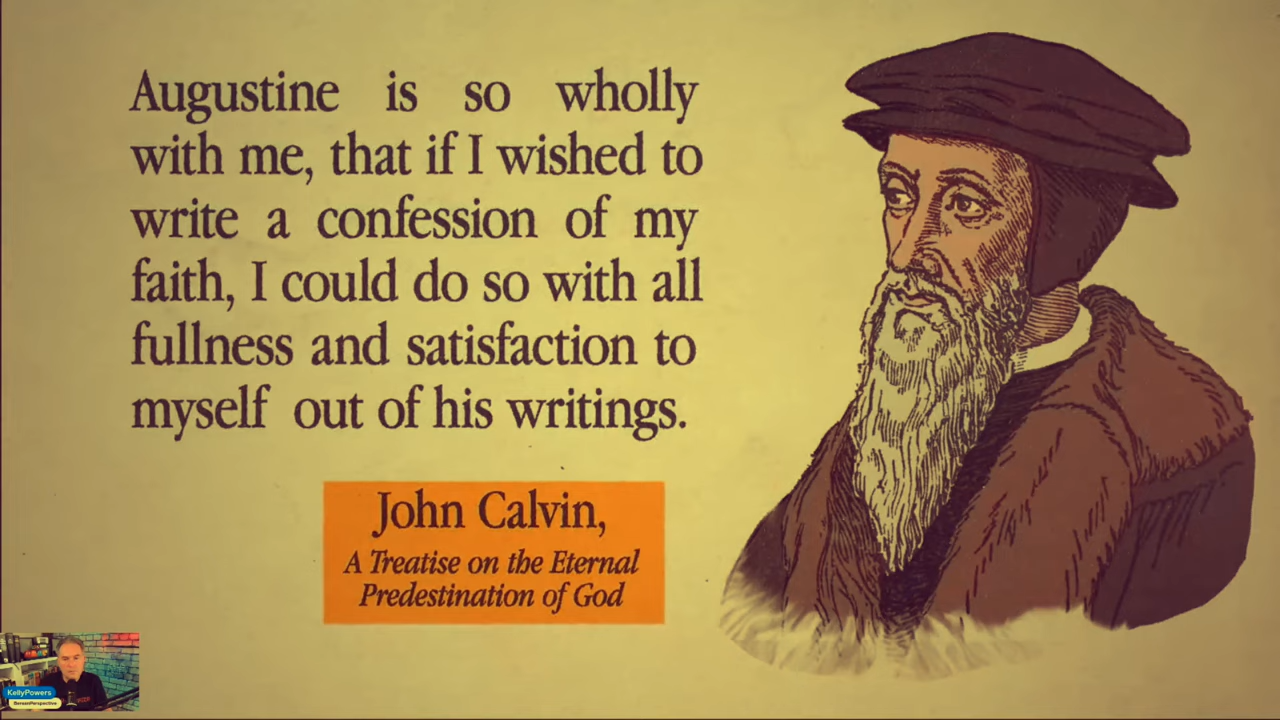 Augustine is so wholly
with me, that if I wished to
write a confession of my
faith, I could do so with all
fullness and satisfaction to
myself out of his writings.
John Calvin,
A Treatise on the Eternal
Predestination of God
KellyPowers
BereanPerspective